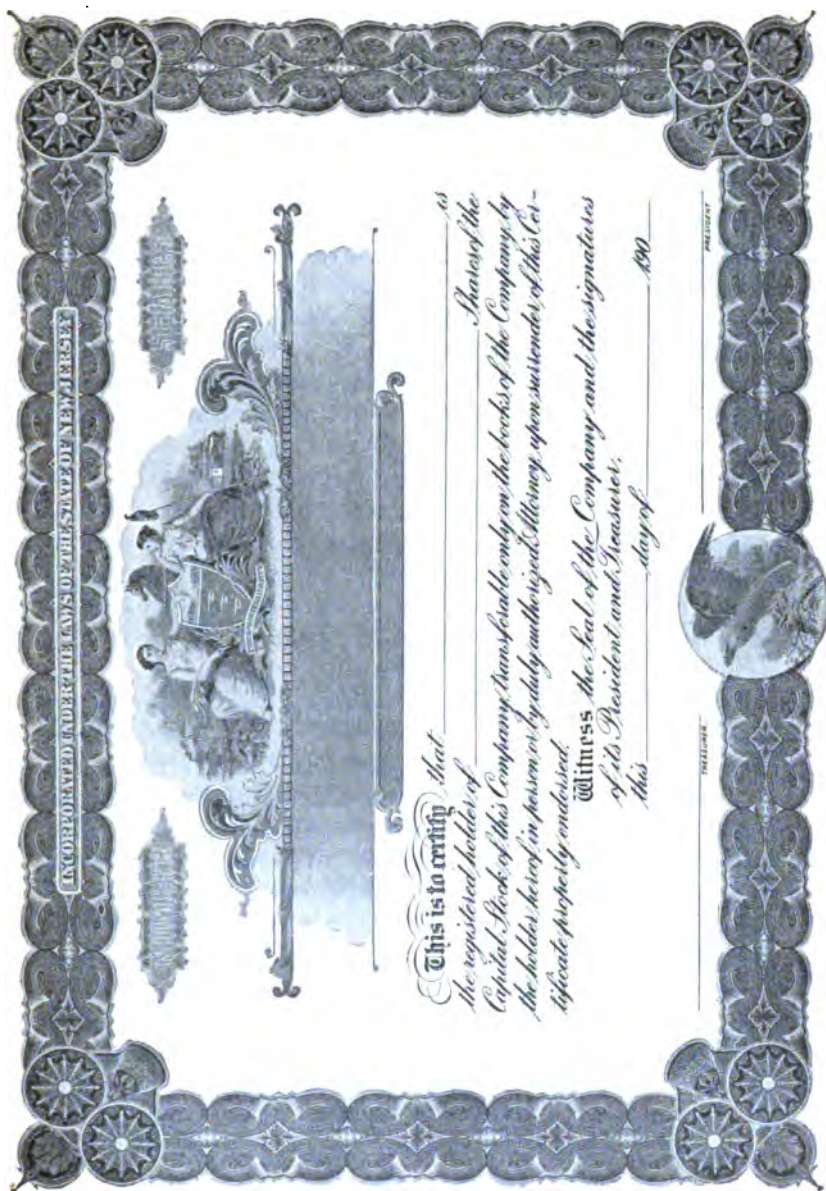 INCORPORATED UNDER THE LAWS OF THE STATE OF NEW JERSEY
NUMBER
SHARES
This is to certify that is
the registered holder of Shares of the
Capital Stock of this Company transferable only on the books of the Company by
the holder hereof in person or by duly authorized Attorney upon surrender of this Cer-
tificate properly endorsed.
Witness the Seal of the Company and the signatures
of its President and Treasurer,
this day of 190
TREASURER
PRESIDENT